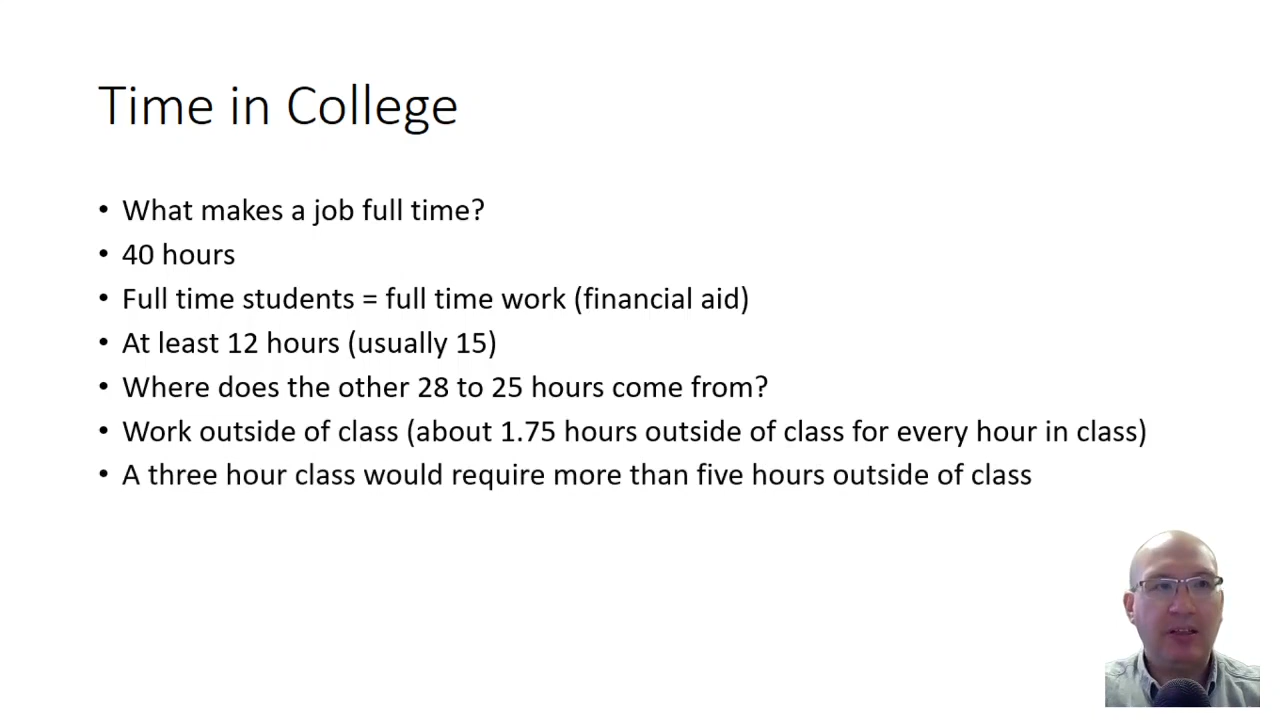 Time in College
• What makes a job full time?
• 40 hours
• Full time students = full time work (financial aid)
• At least 12 hours (usually 15)
• Where does the other 28 to 25 hours come from?
• Work outside of class (about 1.75 hours outside of class for every hour in class)
• A three hour class would require more than five hours outside of class